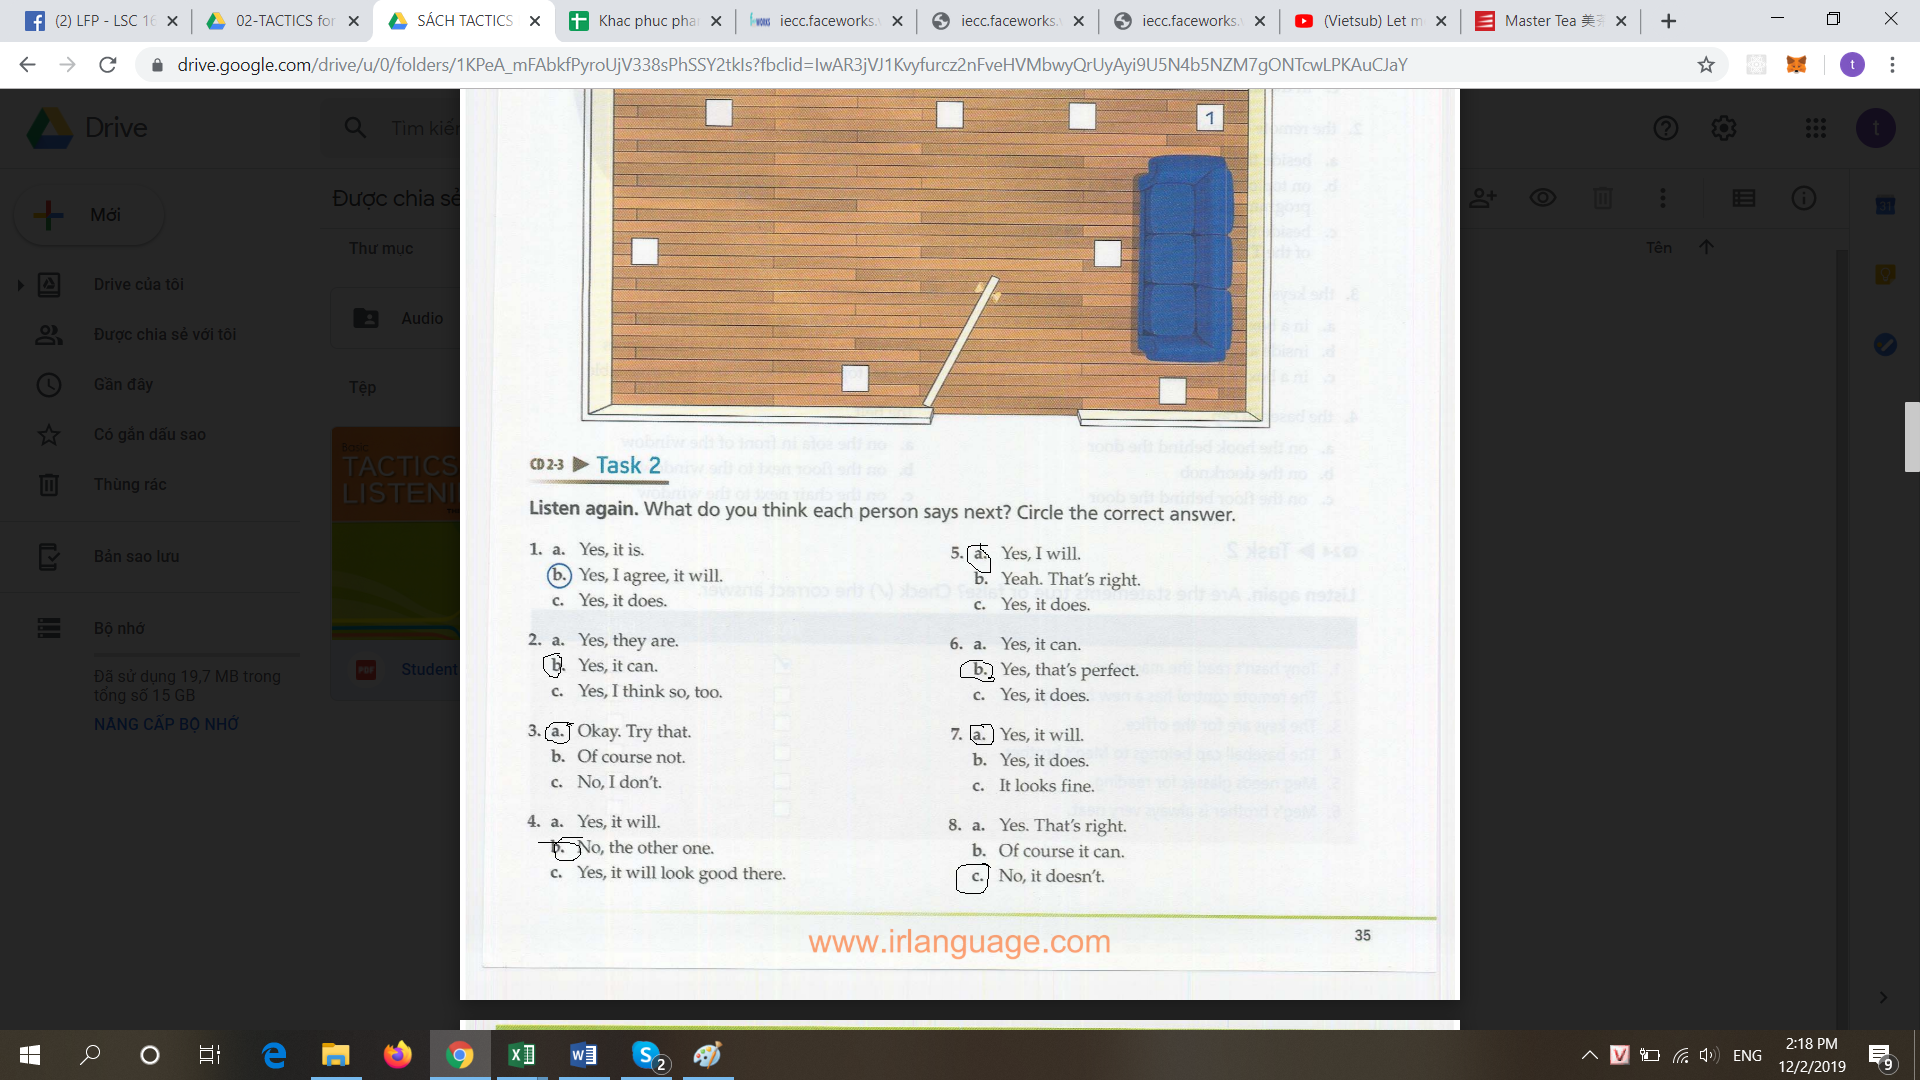 (2) LFP - LSC 16
02-TACTICS for
SÁCH TACTICS
Khac phuc phar
iecc.faceworks.v
iecc.faceworks.v
iecc.faceworks.v
(Vietsub) Let m
Master Tea
drive.google.com/drive/u/0/folders/1KPeA_mFAbkfPyroUjV338sPhSSY2tkIs?fbclid=IwAR3jVJ1Kvyfurcz2nFveHVMbwyQrUyAyi9U5N4b5NZM7gONTcwLPKAuCJaY
t
Drive
Tìm kiến
t
Mới
Được chia sẻ
Thư mục
Tên
Drive của tôi
Được chia sẻ với tôi
Audio
Gần đây
Tệp
Có gắn dấu sao
Thùng rác
Basic
TACTICS
LISTENI
Bản sao lưu
Bộ nhớ
PDF
Student
Đã sử dụng 19,7 MB trong
tổng số 15 GB
NÂNG CẤP BỘ NHỚ
1
CD 2-3 Task 2
Listen again. What do you think each person says next? Circle the correct answer.
1. a. Yes, it is.
b. Yes, I agree, it will.
c. Yes, it does.
2. a. Yes, they are.
b. Yes, it can.
c. Yes, I think so, too.
3. a. Okay. Try that.
b. Of course not.
c. No, I don't.
4. a. Yes, it will.
b. No, the other one.
c. Yes, it will look good there.
5. a. Yes, I will.
b. Yeah. That's right.
c. Yes, it does.
6. a. Yes, it can.
b. Yes, that's perfect.
c. Yes, it does.
7. a. Yes, it will.
b. Yes, it does.
c. It looks fine.
8. a. Yes. That's right.
b. Of course it can.
c. No, it doesn't.
www.irlanguage.com
35
2
ENG
2:18 PM
12/2/2019
9